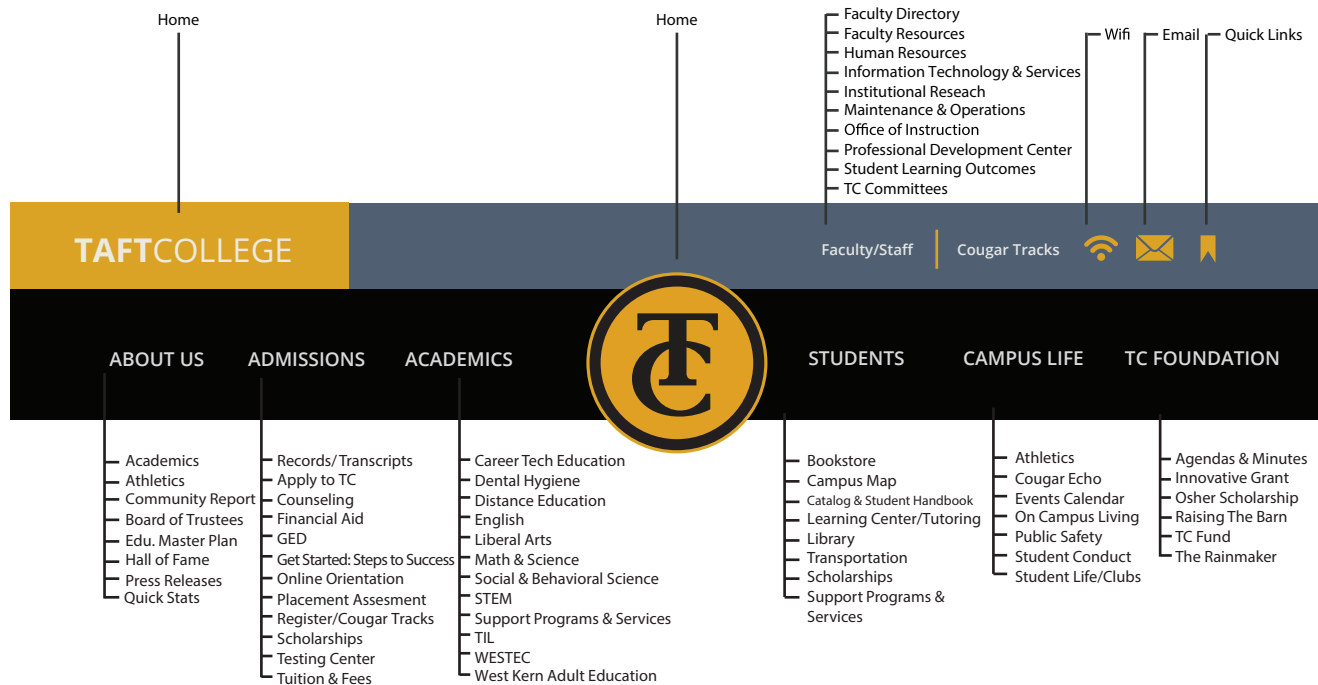 Home
Home
Faculty Directory
Faculty Resources
Human Resources
Information Technology & Services
Institutional Reseach
Maintenance & Operations
Office of Instruction
Professional Development Center
Student Learning Outcomes
TC Committees
Wifi
Email
Quick Links
TAFTCOLLEGE
Faculty/Staff
Cougar Tracks
TC
ABOUT US
ADMISSIONS
ACADEMICS
STUDENTS
CAMPUS LIFE
TC FOUNDATION
Academics
Athletics
Community Report
Board of Trustees
Edu. Master Plan
Hall of Fame
Press Releases
Quick Stats
Records/Transcripts
Apply to TC
Counseling
Financial Aid
GED
Get Started: Steps to Success
Online Orientation
Placement Assesment
Register/Cougar Tracks
Scholarships
Testing Center
Tuition & Fees
Career Tech Education
Dental Hygiene
Distance Education
English
Liberal Arts
Math & Science
Social & Behavioral Science
STEM
Support Programs & Services
TIL
WESTEC
West Kern Adult Education
Bookstore
Campus Map
Catalog & Student Handbook
Learning Center/Tutoring
Library
Transportation
Scholarships
Support Programs &
Services
Athletics
Cougar Echo
Events Calendar
On Campus Living
Public Safety
Student Conduct
Student Life/Clubs
Agendas & Minutes
Innovative Grant
Osher Scholarship
Raising The Barn
TC Fund
The Rainmaker